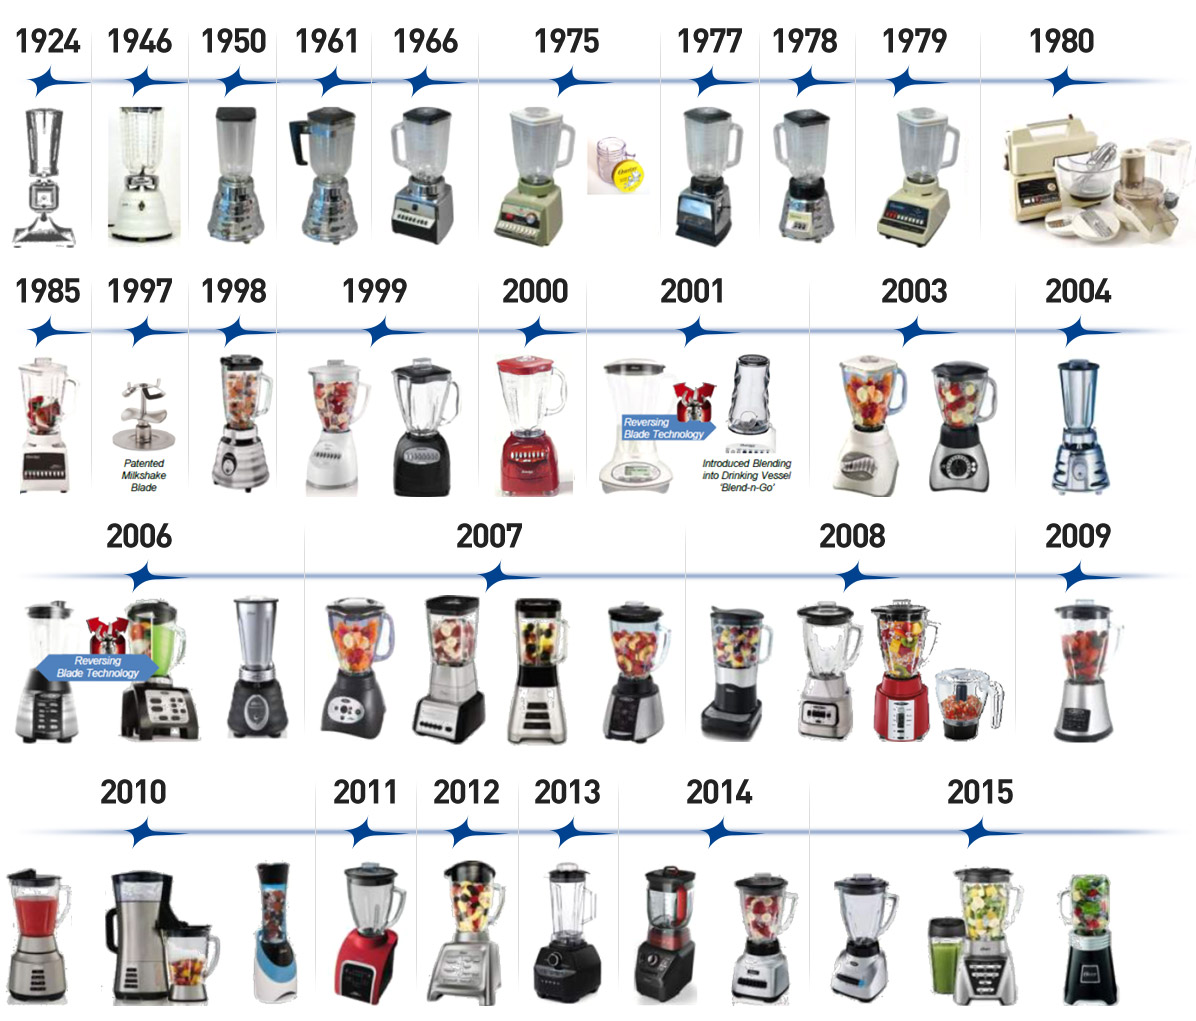 1924 1946 1950 1961 1966 1975 1977 1978 1979 1980
1985 1997 1998 1999 2000 2001 2003 2004
Reversing
Blade Technology
Patented
Milkshake
Blade
Introduced Blending
into Drinking Vessel
'Blend-n-Go'
2006 2007 2008 2009
Reversing
Blade Technology
2010 2011 2012 2013 2014 2015